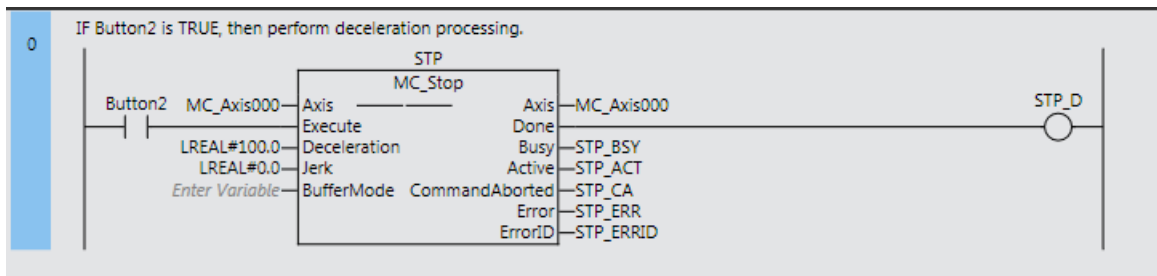 IF Button2 is TRUE, then perform deceleration processing.
0
STP
MC_Stop
Button2 MC_Axis000 Axis Axis MC_Axis000 STP_D
Execute Done
LREAL#100.0 Deceleration Busy STP_BSY
LREAL#0.0 Jerk Active STP_ACT
Enter Variable BufferMode CommandAborted STP_CA
Error STP_ERR
ErrorID STP_ERRID